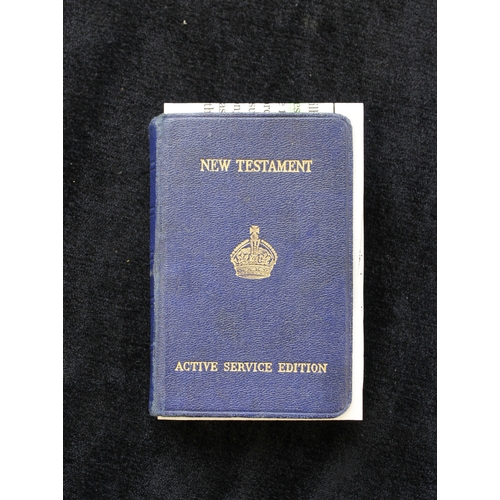 NEW TESTAMENT
ACTIVE SERVICE EDITION